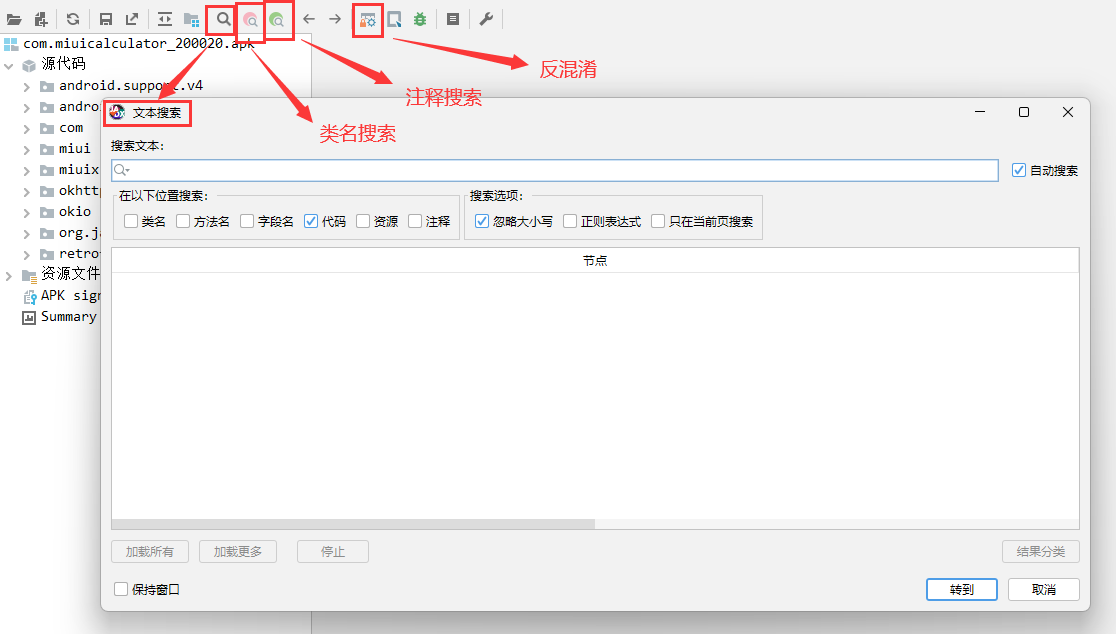 com.miuicalculator_200020.apk
源代码
android.support.v4
andro
com
miui
miuix
okhttp
okio
org.ja
retro
资源文件
APK sign
Summary
反混淆
注释搜索
类名搜索
文本搜索
搜索文本:
自动搜索
在以下位置搜索:
类名 方法名 字段名 代码 资源 注释
搜索选项:
忽略大小写 正则表达式 只在当前页搜索
节点
加载所有 加载更多 停止 结果分类
保持窗口 转到 取消